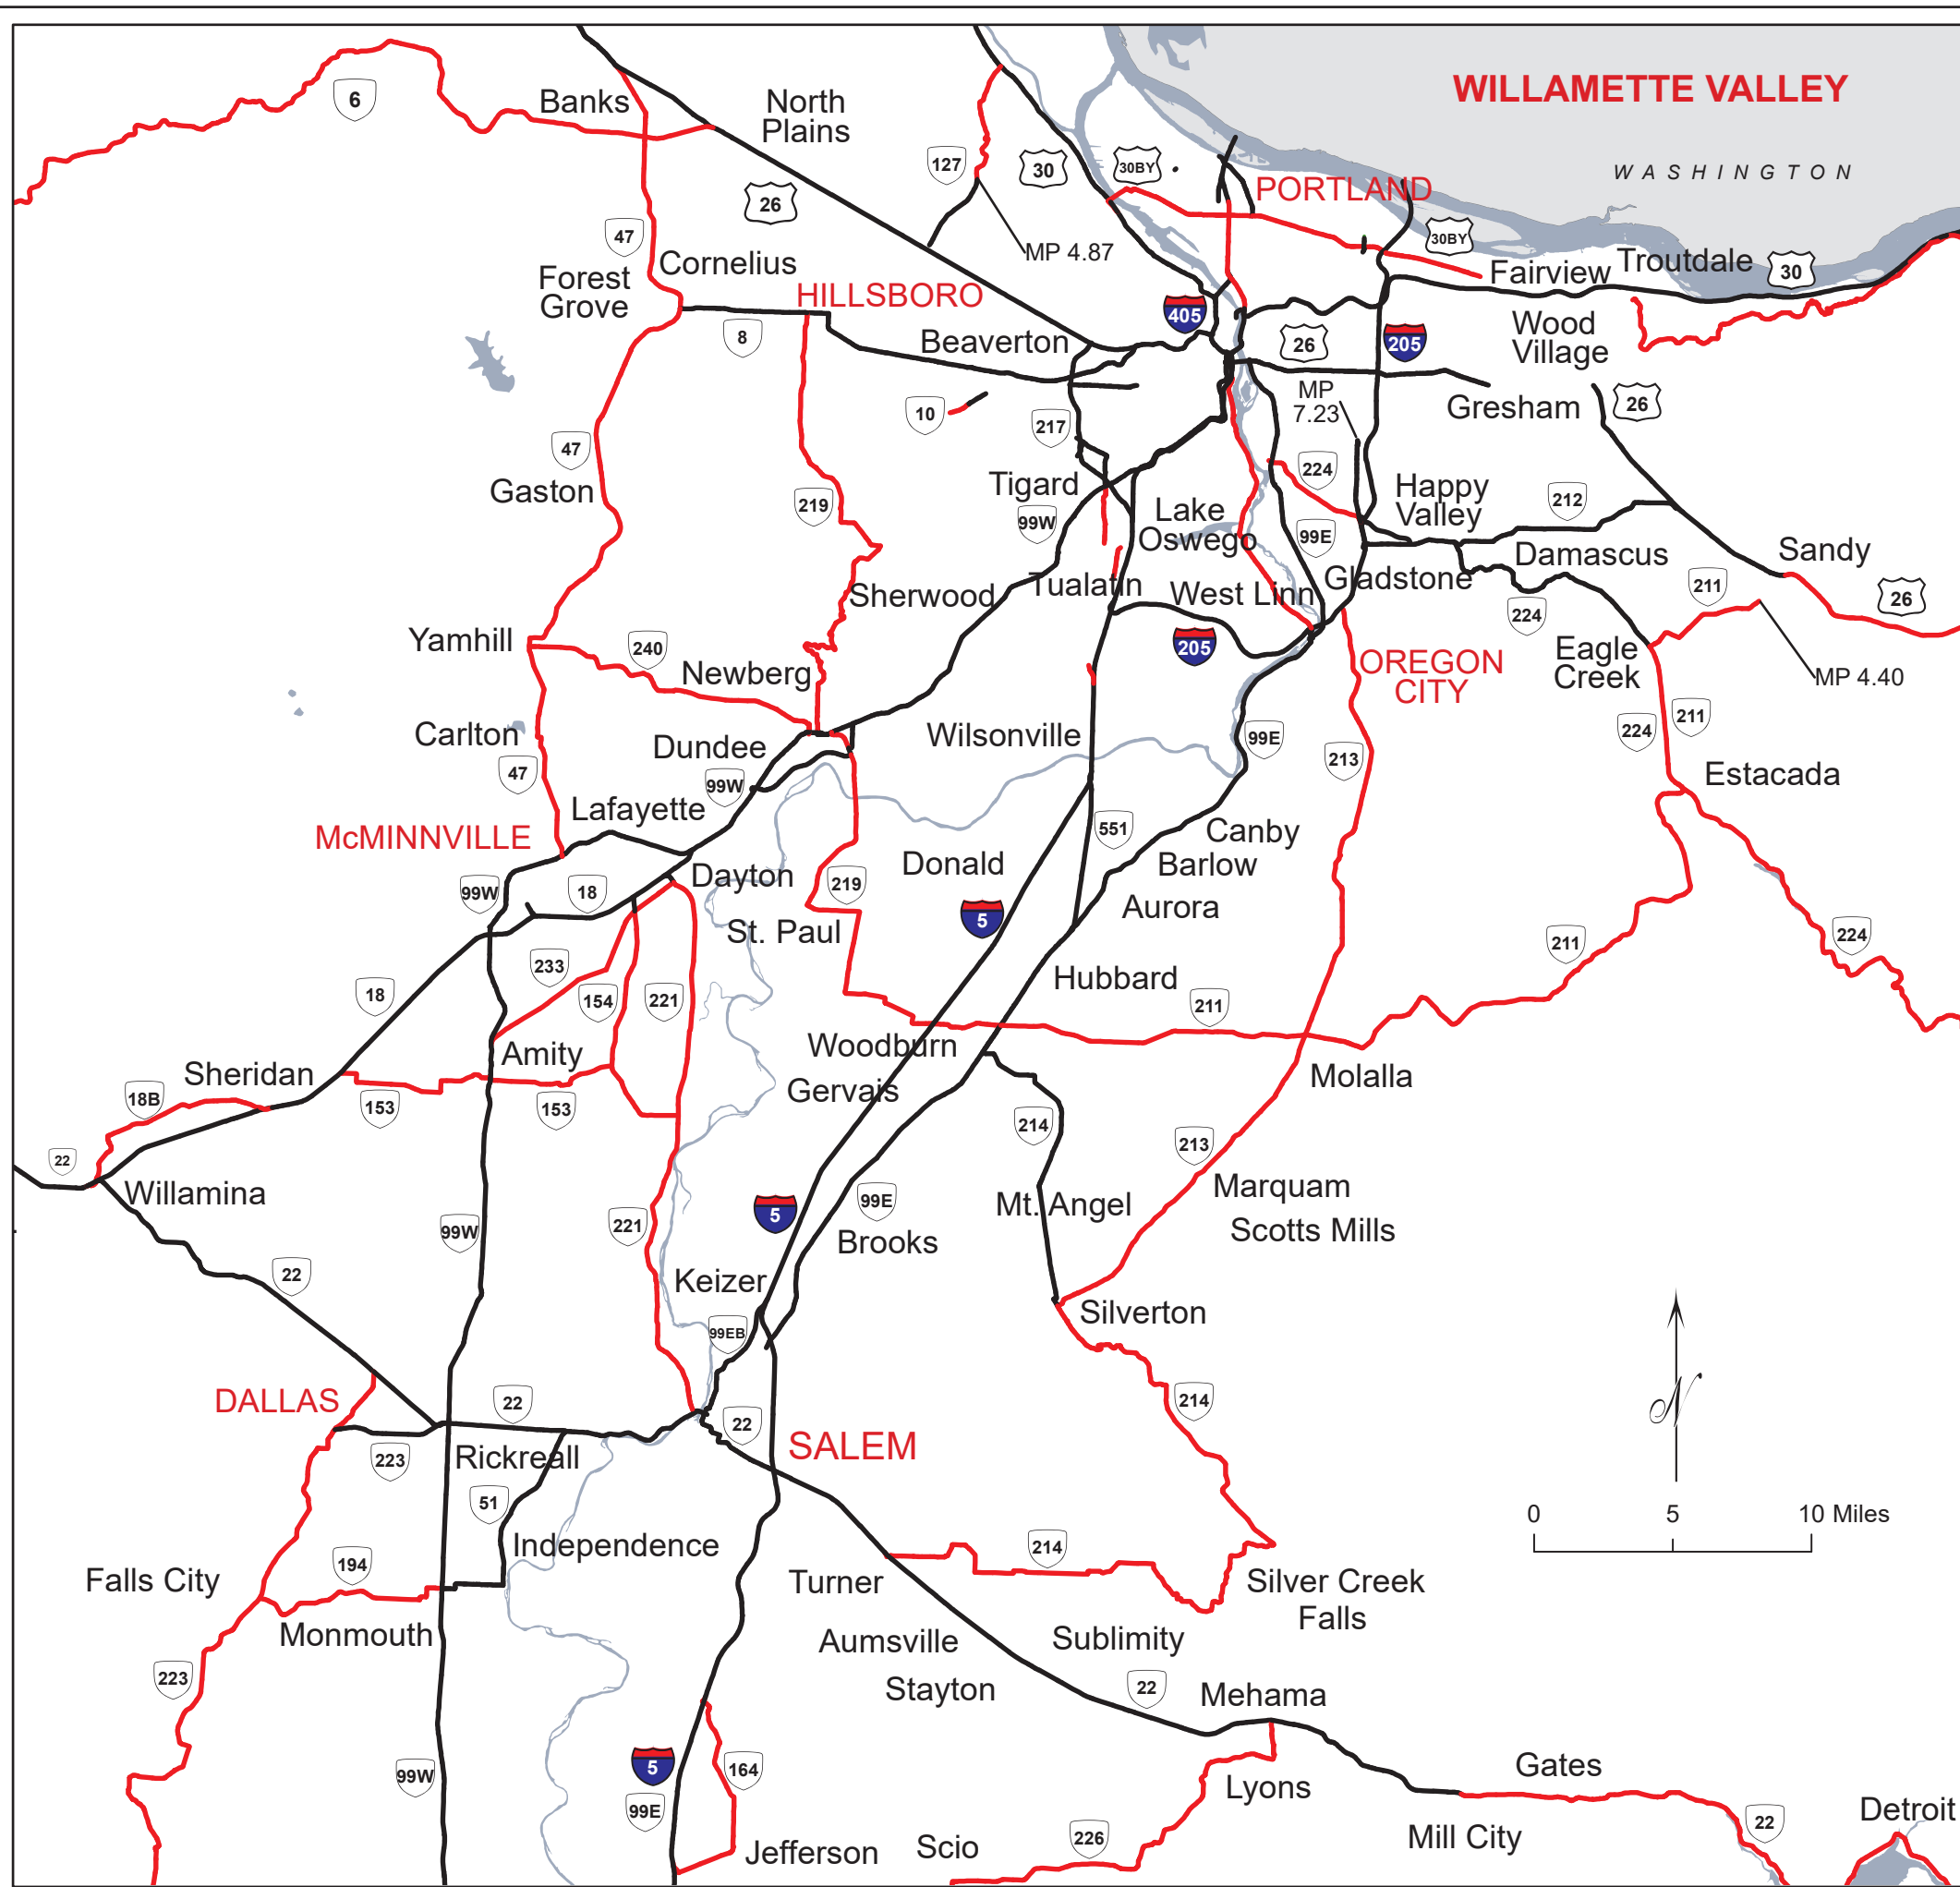 WILLAMETTE VALLEY
WASHINGTON
6
Banks
North
Plains
127
30
30BY
PORTLAND
26
47
MP 4.87
30BY
Forest
Grove
Cornelius
HILLSBORO
Fairview
Troutdale
30
405
8
Beaverton
26
205
Wood
Village
10
217
MP
7.23
Gresham
26
47
Gaston
219
Tigard
99W
Lake
Oswego
224
99E
Happy
Valley
212
Damascus
Sandy
Sherwood
Tualatin
West Linn
Gladstone
211
26
224
Yamhill
240
Newberg
205
OREGON
CITY
Eagle
Creek
MP 4.40
Carlton
47
Dundee
99W
Wilsonville
99E
213
224
211
Estacada
Lafayette
McMINNVILLE
551
Canby
Barlow
Donald
99W
18
Dayton
219
5
Aurora
St. Paul
224
211
233
18
154
221
Hubbard
211
Amity
Woodburn
Gervais
Molalla
Sheridan
18B
153
153
214
213
22
Willamina
99W
221
5
99E
Brooks
Mt. Angel
Marquam
Scotts Mills
22
Keizer
99EB
Silverton
DALLAS
22
22
214
SALEM
223
Rickreall
51
0
5
10 Miles
Independence
194
214
Falls City
Turner
Silver Creek
Falls
Monmouth
Aumsville
Sublimity
223
Stayton
22
Mehama
99W
5
164
Gates
99E
Lyons
22
Detroit
Jefferson
Scio
226
Mill City
N